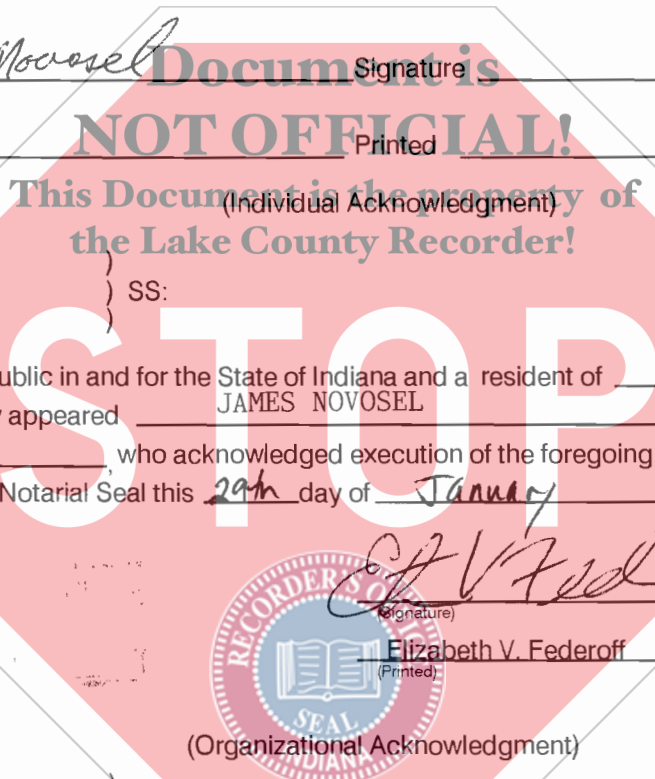 Novosel
Document is
Signature
NOT OFFICIAL!
Printed
This Document is the property of
(Individual Acknowledgment)
the Lake County Recorder!
)
) SS:
)
STOP
ublic in and for the State of Indiana and a resident of
appeared JAMES NOVOSEL
, who acknowledged execution of the foregoing
Notarial Seal this 29th day of January
(Signature)
Elizabeth V. Federoff
(Printed)
RECORDER'S OFFICE
SEAL
INDIANA
(Organizational Acknowledgment)
)